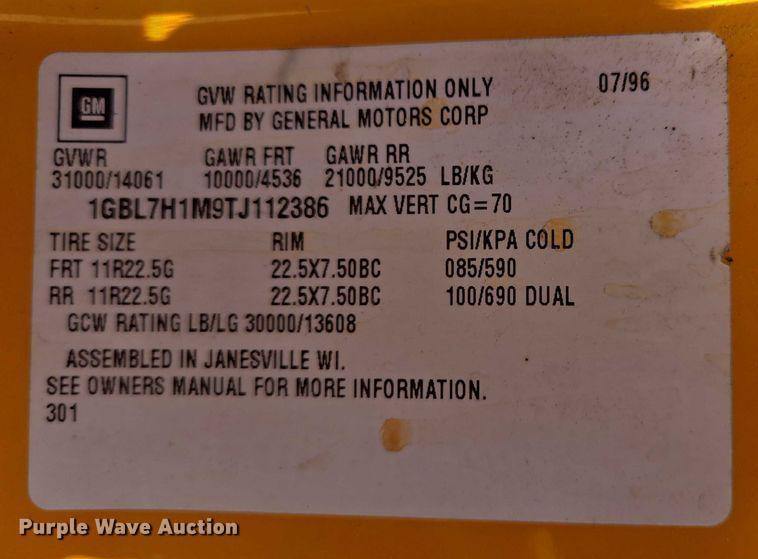 GM
GVW RATING INFORMATION ONLY 07/96
MFD BY GENERAL MOTORS CORP
GVWR GAWR FRT GAWR RR
31000/14061 10000/4536 21000/9525 LB/KG
1GBL7H1M9TJ112386 MAX VERT CG=70
TIRE SIZE RIM PSI/KPA COLD
FRT 11R22.5G 22.5X7.50BC 085/590
RR 11R22.5G 22.5X7.50BC 100/690 DUAL
GCW RATING LB/LG 30000/13608
ASSEMBLED IN JANESVILLE WI.
SEE OWNERS MANUAL FOR MORE INFORMATION.
301
Purple Wave Auction